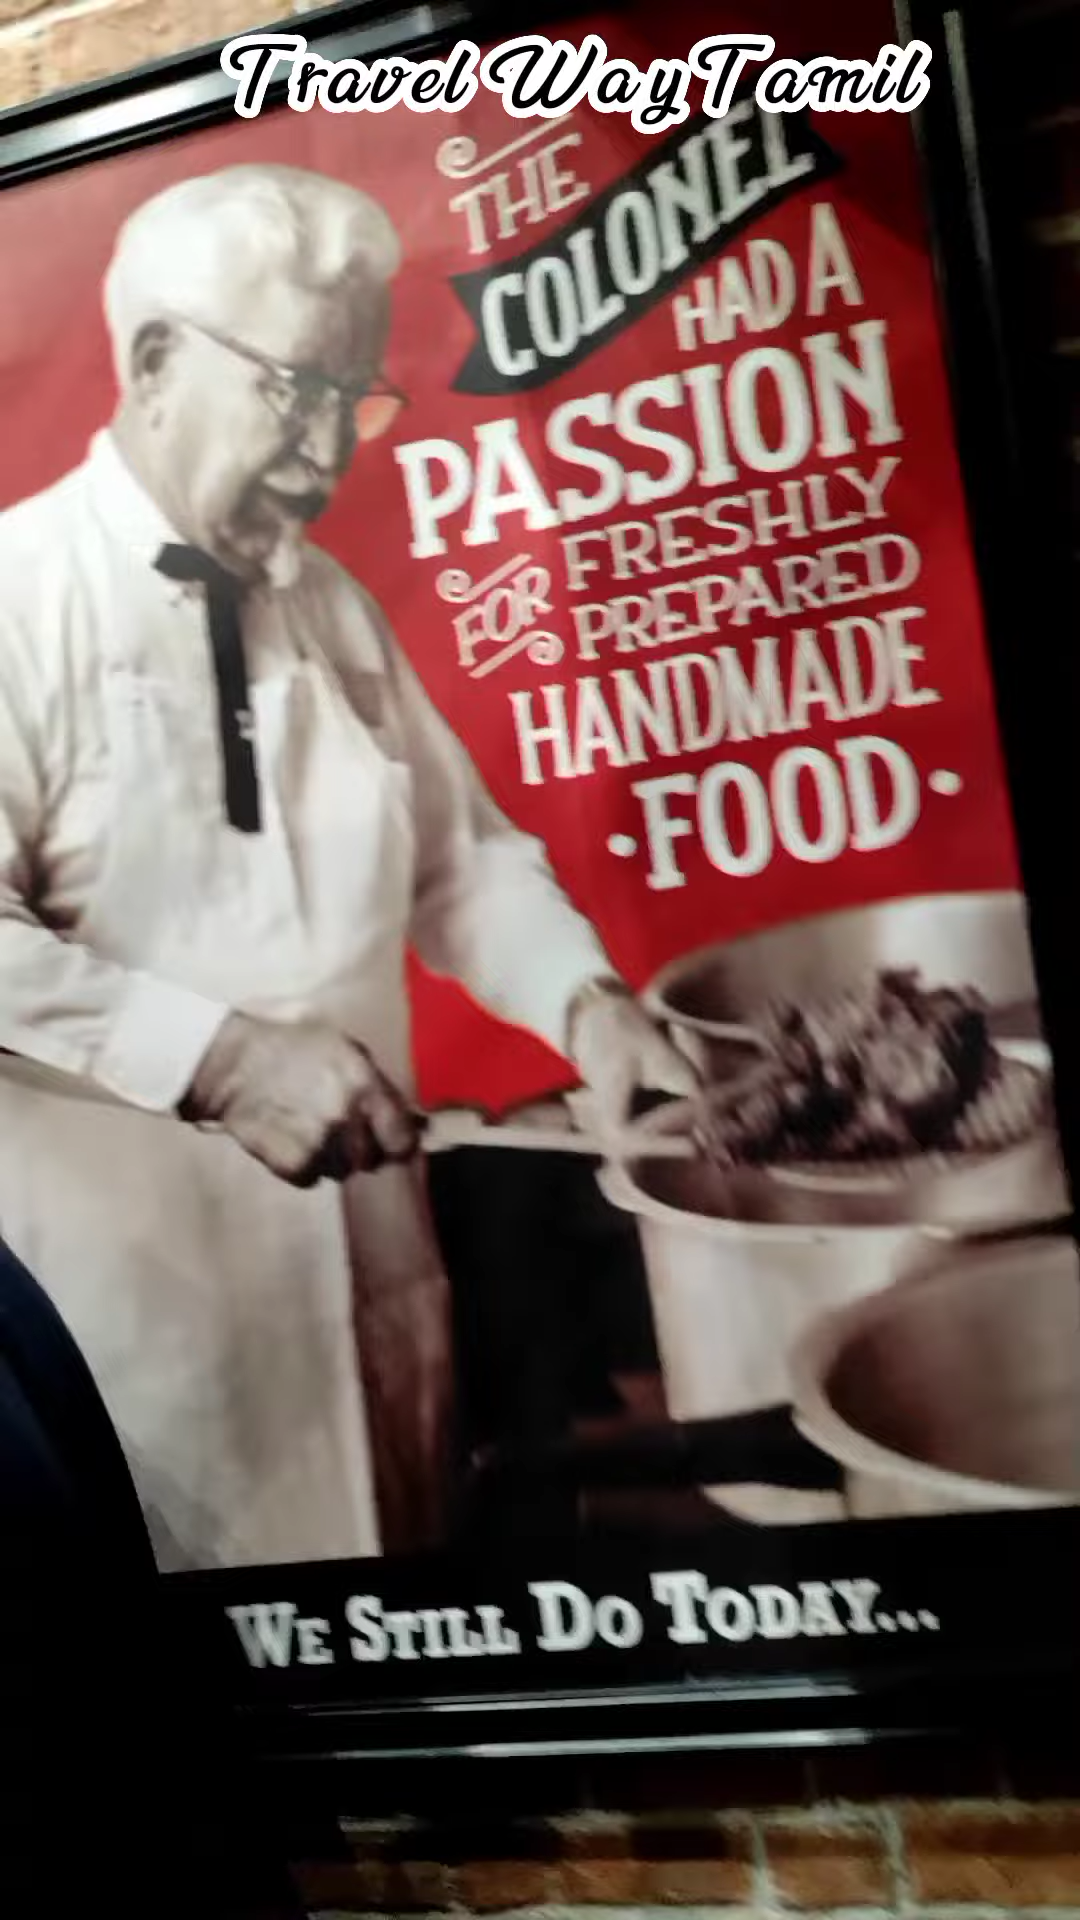 Travel Way Tamil
THE
COLONEL
HAD A
PASSION
FOR FRESHLY
PREPARED
HANDMADE
·FOOD·
WE STILL DO TODAY...